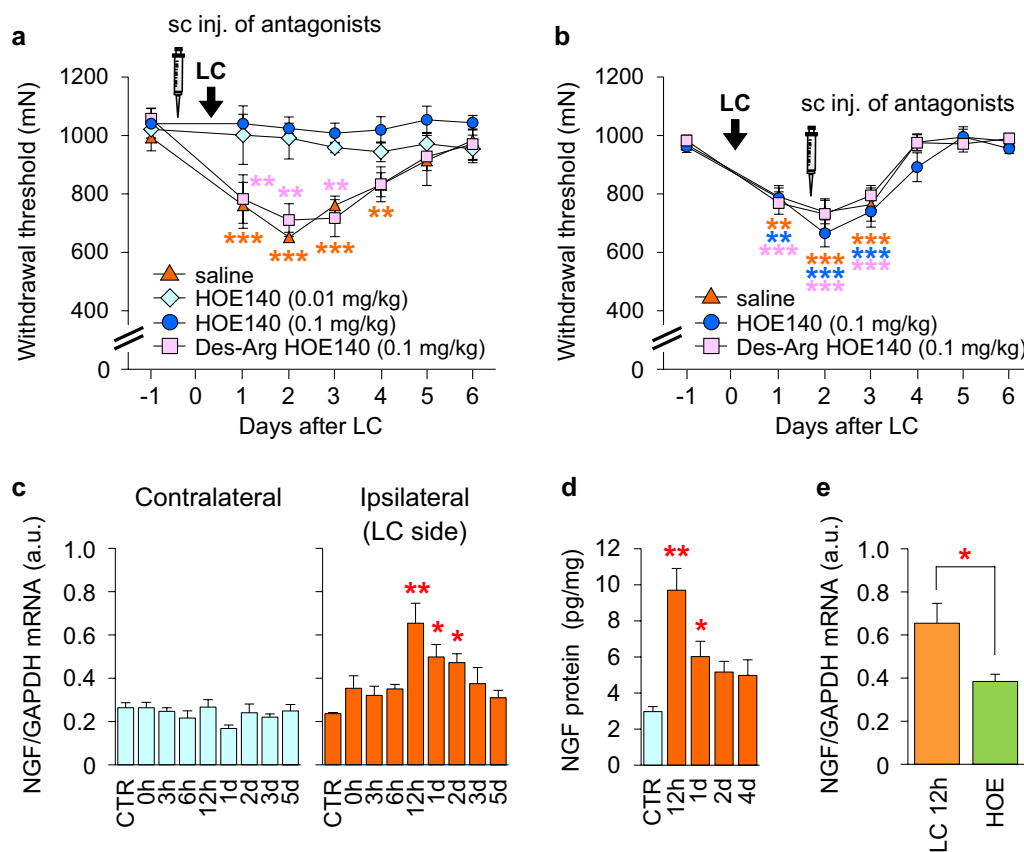 a
sc inj. of antagonists
LC
Withdrawal threshold (mN)
1200
1000
800
600
400
0
** ** **
*** *** *** **
saline
HOE140 (0.01 mg/kg)
HOE140 (0.1 mg/kg)
Des-Arg HOE140 (0.1 mg/kg)
-1 0 1 2 3 4 5 6
Days after LC
b
LC
sc inj. of antagonists
Withdrawal threshold (mN)
1200
1000
800
600
400
0
** *** ***
** *** ***
*** *** ***
saline
HOE140 (0.1 mg/kg)
Des-Arg HOE140 (0.1 mg/kg)
-1 0 1 2 3 4 5 6
Days after LC
c
Contralateral
Ipsilateral
(LC side)
NGF/GAPDH mRNA (a.u.)
1.0
0.8
0.6
0.4
0.2
0
** * *
CTR 0h 3h 6h 12h 1d 2d 3d 5d
CTR 0h 3h 6h 12h 1d 2d 3d 5d
d
NGF protein (pg/mg)
12
10
8
6
4
2
0
** *
CTR 12h 1d 2d 4d
e
NGF/GAPDH mRNA (a.u.)
1.0
0.8
0.6
0.4
0.2
0
*
LC 12h HOE